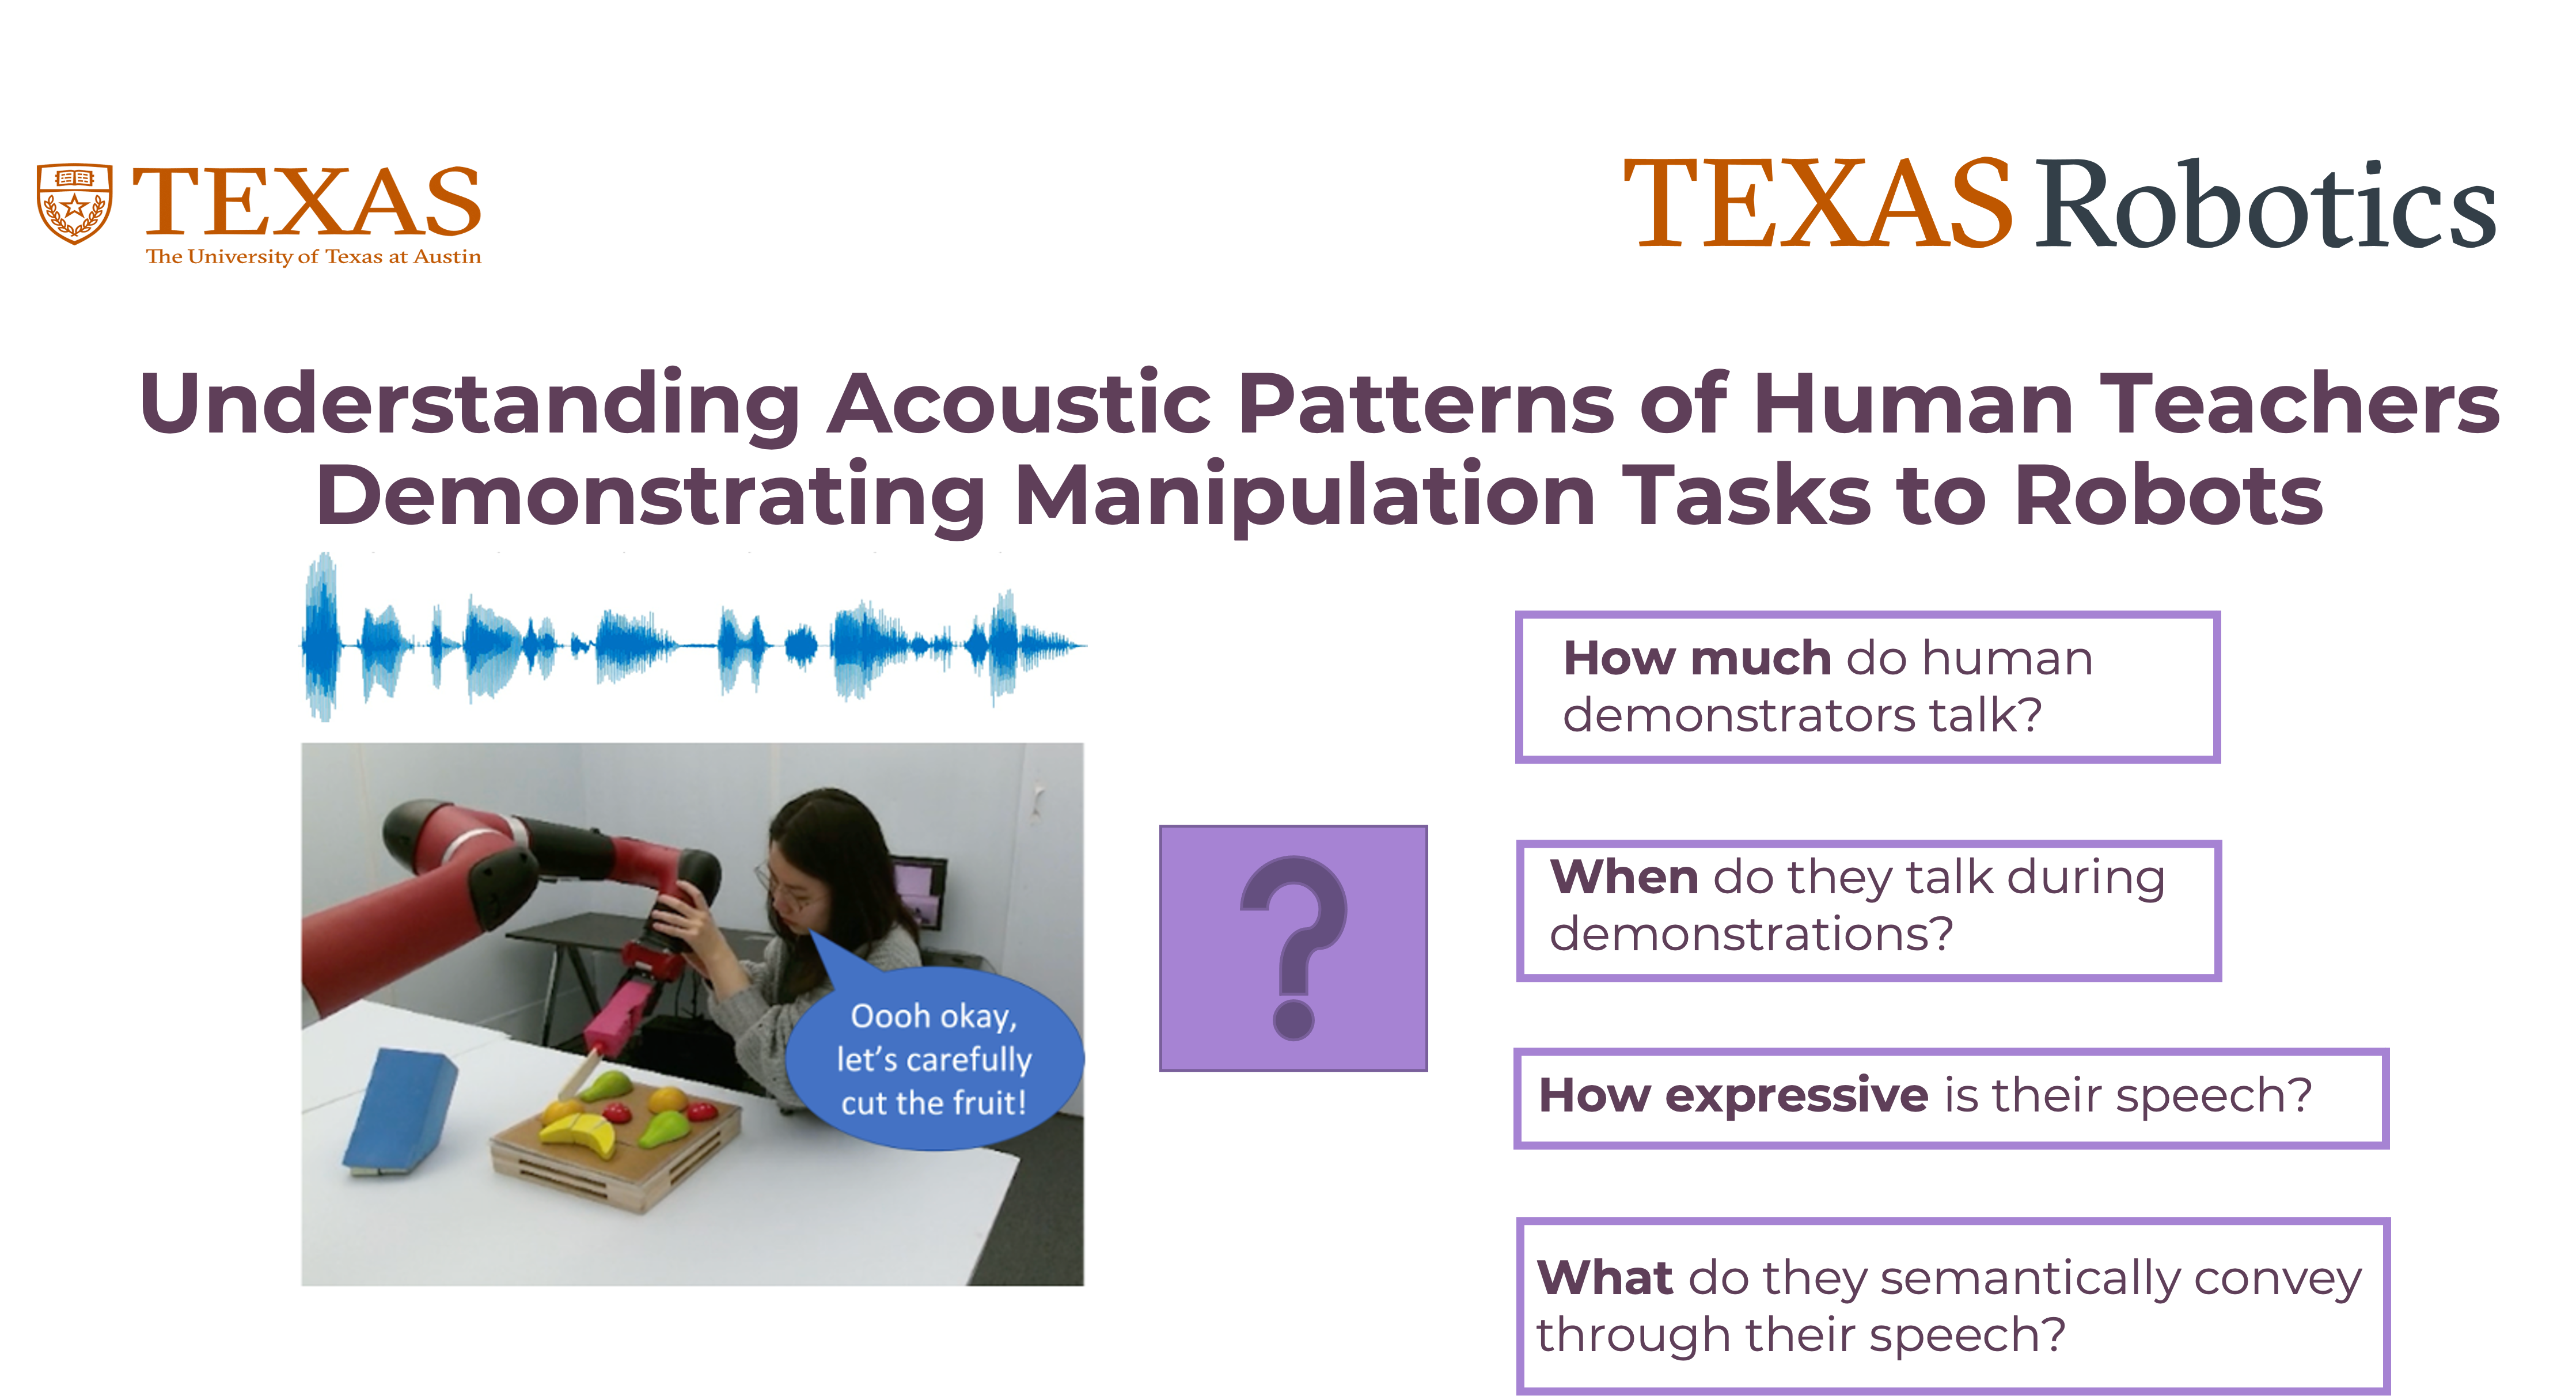 TEXAS
The University of Texas at Austin
TEXAS Robotics
Understanding Acoustic Patterns of Human Teachers
Demonstrating Manipulation Tasks to Robots
Oooh okay,
let's carefully
cut the fruit!
?
How much do human
demonstrators talk?
When do they talk during
demonstrations?
How expressive is their speech?
What do they semantically convey
through their speech?